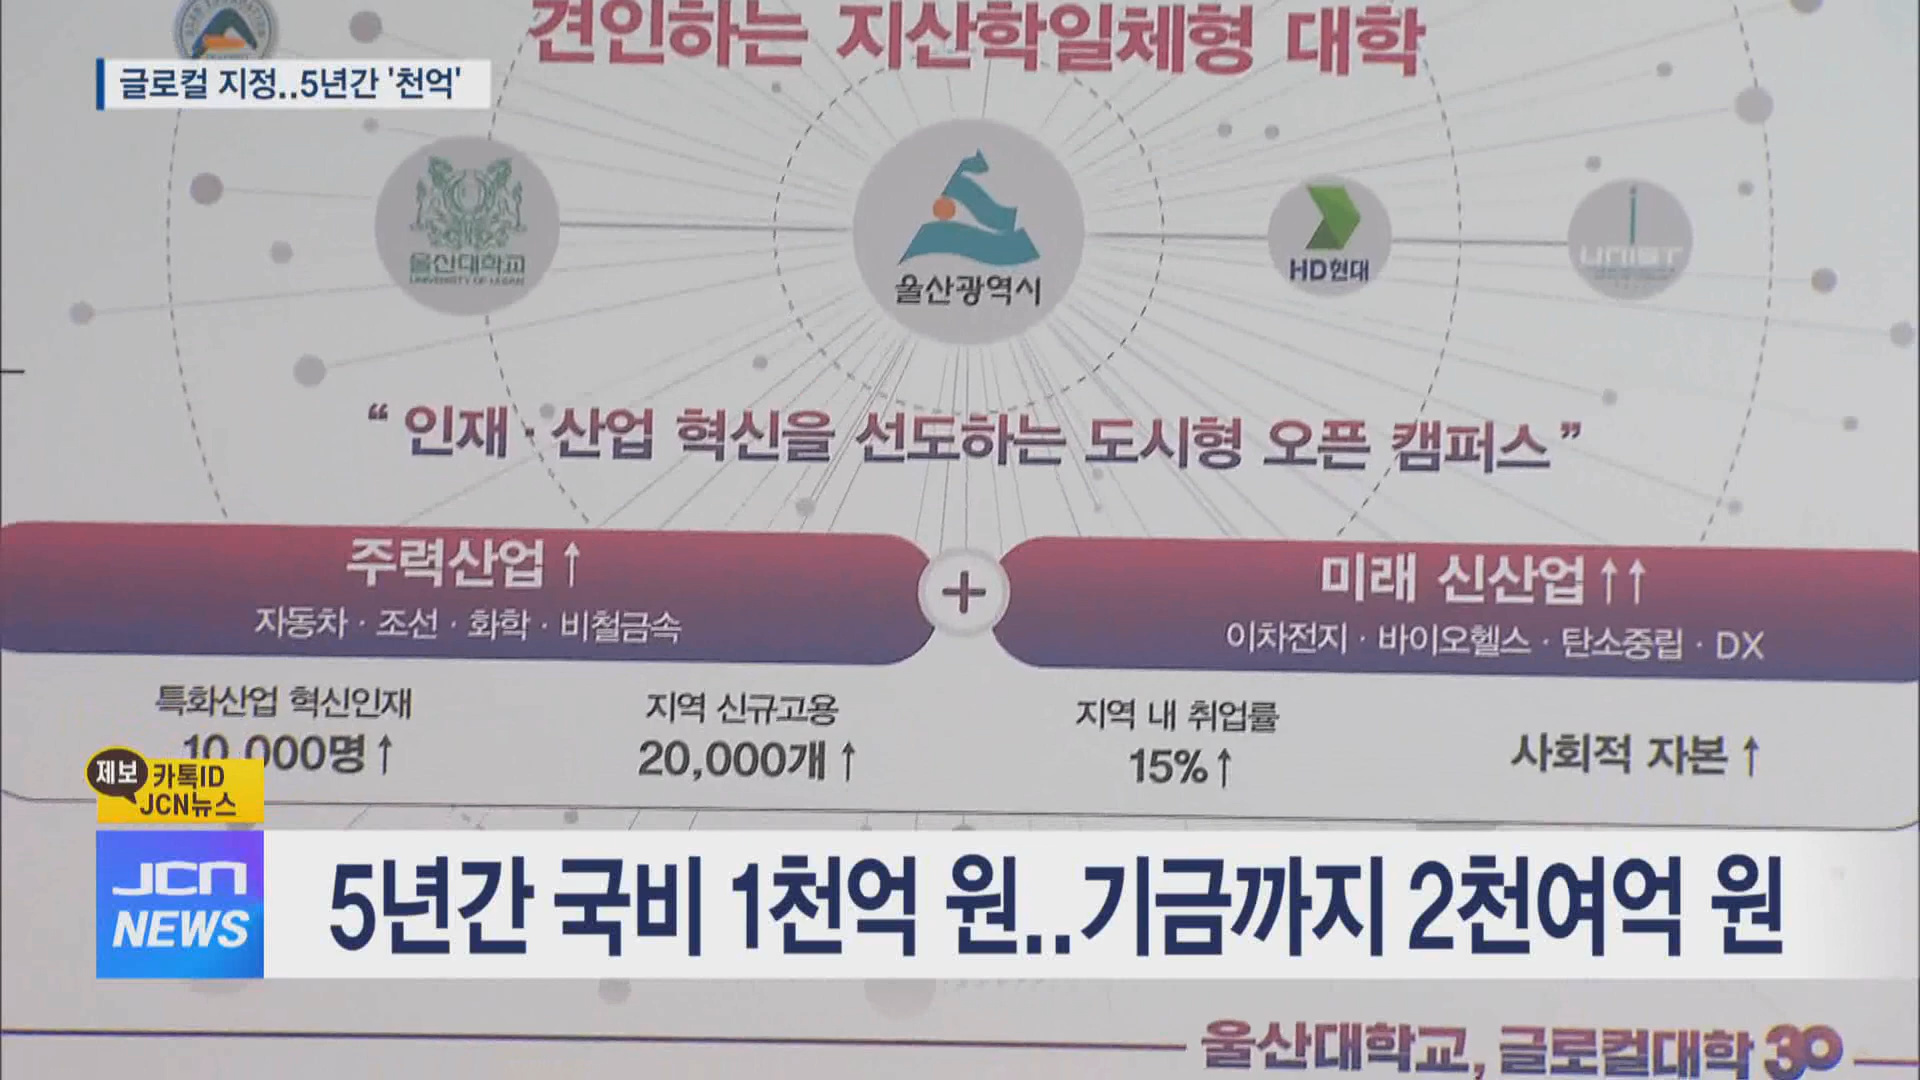 견인하는 지산학일체형 대학
글로컬 지정..5년간 '천억'
울산대학교
UNIVERSITY OF ULSAN
울산광역시
HD현대
UNIST
“ 인재·산업 혁신을 선도하는 도시형 오픈 캠퍼스 ”
주력산업↑
자동차·조선·화학·비철금속
+
미래 신산업↑↑
이차전지·바이오헬스·탄소중립·DX
특화산업 혁신인재
10,000명↑
지역 신규고용
20,000개↑
지역 내 취업률
15%↑
사회적 자본↑
제보 카톡ID
JCN뉴스
JCN
NEWS
5년간 국비 1천억 원..기금까지 2천여억 원
울산대학교, 글로컬대학30